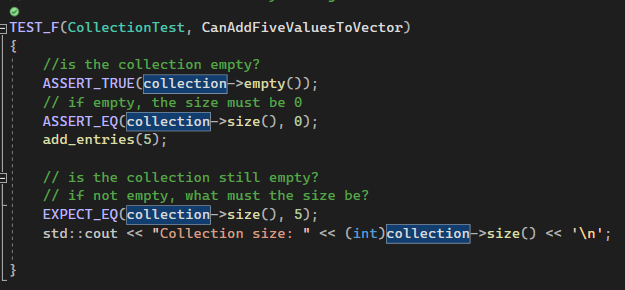 TEST_F(CollectionTest, CanAddFiveValuesToVector)
{
//is the collection empty?
ASSERT_TRUE(collection->empty());
// if empty, the size must be 0
ASSERT_EQ(collection->size(), 0);
add_entries(5);
// is the collection still empty?
// if not empty, what must the size be?
EXPECT_EQ(collection->size(), 5);
std::cout << "Collection size: " << (int)collection->size() << '\n';
}